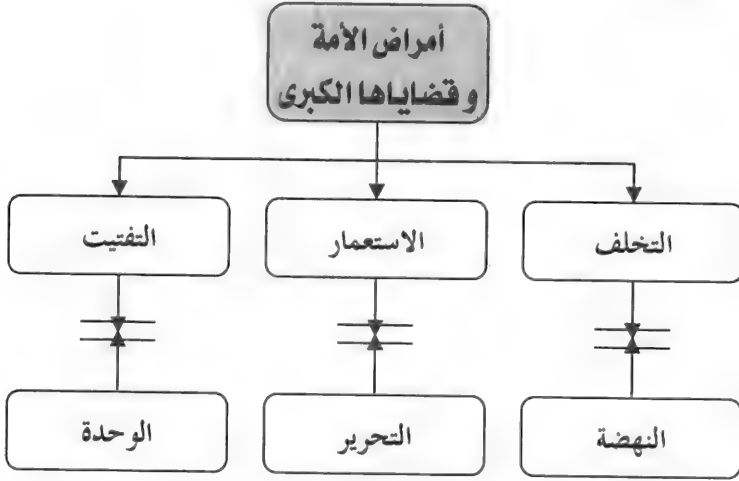 أمراض الأمة
وقضاياها الكبرى
التخلف
الاستعمار
التفتيت
النهضة
التحرير
الوحدة